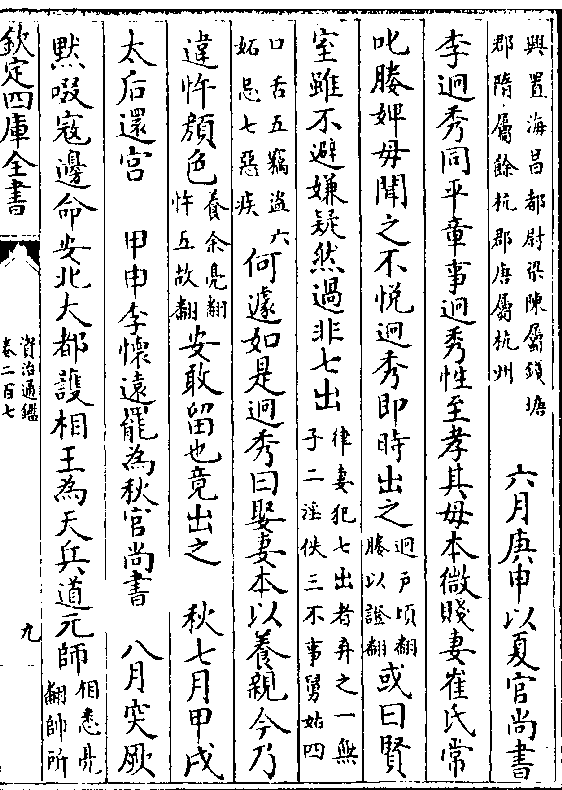 興置海昌都尉梁陳屬錢塘
郡隋屬餘杭郡唐屬杭州
六月庚申以夏官尚書
李迥秀同平章事迥秀性至孝其母本微賤妻崔氏常
叱媵婢母聞之不悦迥秀即時出之
迥户頃翻
媵以證翻
或曰賢
室雖不避嫌疑然過非七出
律妻犯七出者弃之一無
子二淫佚三不事舅姑四
口舌五竊盜六
妬忌七惡疾
何遽如是迥秀曰娶妻本以養親今乃
違忤顔色
養余亮翻
忤五故翻
安敢留也竟出之
秋七月甲戌
太后還宫
甲申李懷遠罷為秋官尚書
八月突厥
默啜寇邊命安北大都護相王為天兵道元帥
相悉亮
翻帥所
欽定四庫全書
資治通鑑
卷二百七
九